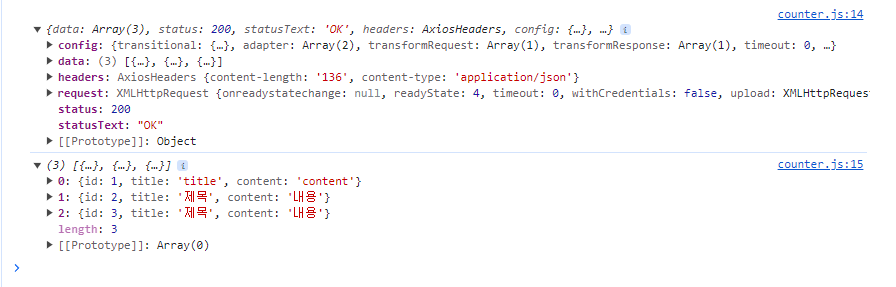 counter.js:14
▼ {data: Array(3), status: 200, statusText: 'OK', headers: AxiosHeaders, config: {…}, …} i
▶ config: {transitional: {…}, adapter: Array(2), transformRequest: Array(1), transformResponse: Array(1), timeout: 0, …}
▶ data: (3) [{…}, {…}, {…}]
▶ headers: AxiosHeaders {content-length: '136', content-type: 'application/json'}
▶ request: XMLHttpRequest {onreadystatechange: null, readyState: 4, timeout: 0, withCredentials: false, upload: XMLHttpReques
status: 200
statusText: "OK"
▶ [[Prototype]]: Object
counter.js:15
▼ (3) [{…}, {…}, {…}] i
▶ 0: {id: 1, title: 'title', content: 'content'}
▶ 1: {id: 2, title: '제목', content: '내용'}
▶ 2: {id: 3, title: '제목', content: '내용'}
length: 3
▶ [[Prototype]]: Array(0)
>